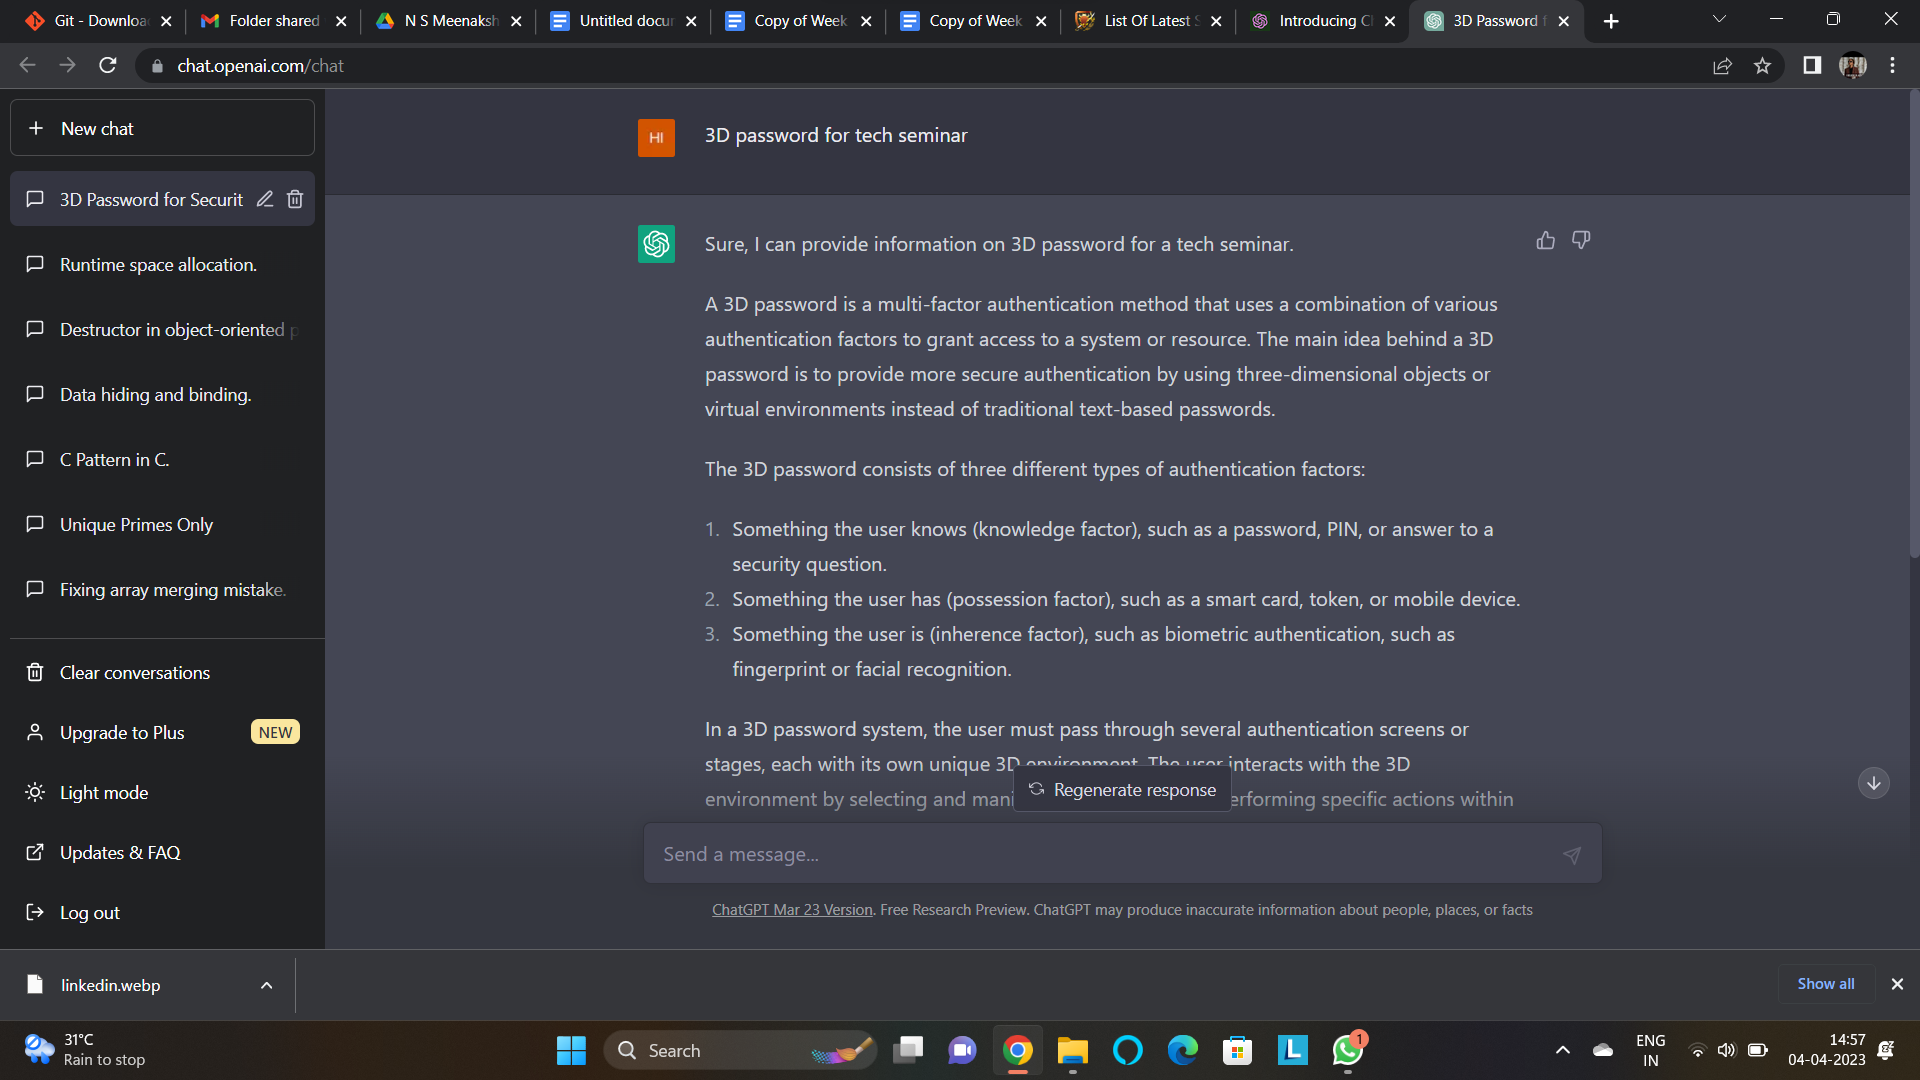 Git - Downloa
Folder shared
N S Meenaksh
Untitled docur
Copy of Week
Copy of Week
List Of Latest S
Introducing C
3D Password f
chat.openai.com/chat
New chat
3D Password for Securit
Runtime space allocation.
Destructor in object-oriented p
Data hiding and binding.
C Pattern in C.
Unique Primes Only
Fixing array merging mistake.
Clear conversations
Upgrade to Plus NEW
Light mode
Updates & FAQ
Log out
HI
3D password for tech seminar
Sure, I can provide information on 3D password for a tech seminar.
A 3D password is a multi-factor authentication method that uses a combination of various
authentication factors to grant access to a system or resource. The main idea behind a 3D
password is to provide more secure authentication by using three-dimensional objects or
virtual environments instead of traditional text-based passwords.
The 3D password consists of three different types of authentication factors:
1. Something the user knows (knowledge factor), such as a password, PIN, or answer to a
security question.
2. Something the user has (possession factor), such as a smart card, token, or mobile device.
3. Something the user is (inherence factor), such as biometric authentication, such as
fingerprint or facial recognition.
In a 3D password system, the user must pass through several authentication screens or
stages, each with its own unique 3D environment. The user interacts with the 3D
environment by selecting and mani erforming specific actions within
Regenerate response
Send a message...
ChatGPT Mar 23 Version. Free Research Preview. ChatGPT may produce inaccurate information about people, places, or facts
linkedin.webp
Show all
31°C
Rain to stop
Search
L
1
ENG
IN
14:57
04-04-2023